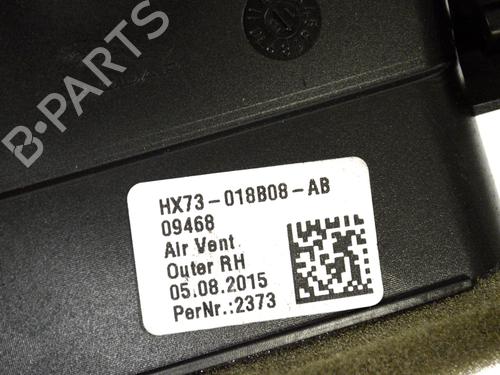 B-PARTS
HX73-018B08-AB
09468
Air Vent
Outer RH
05.08.2015
PerNr.:2373